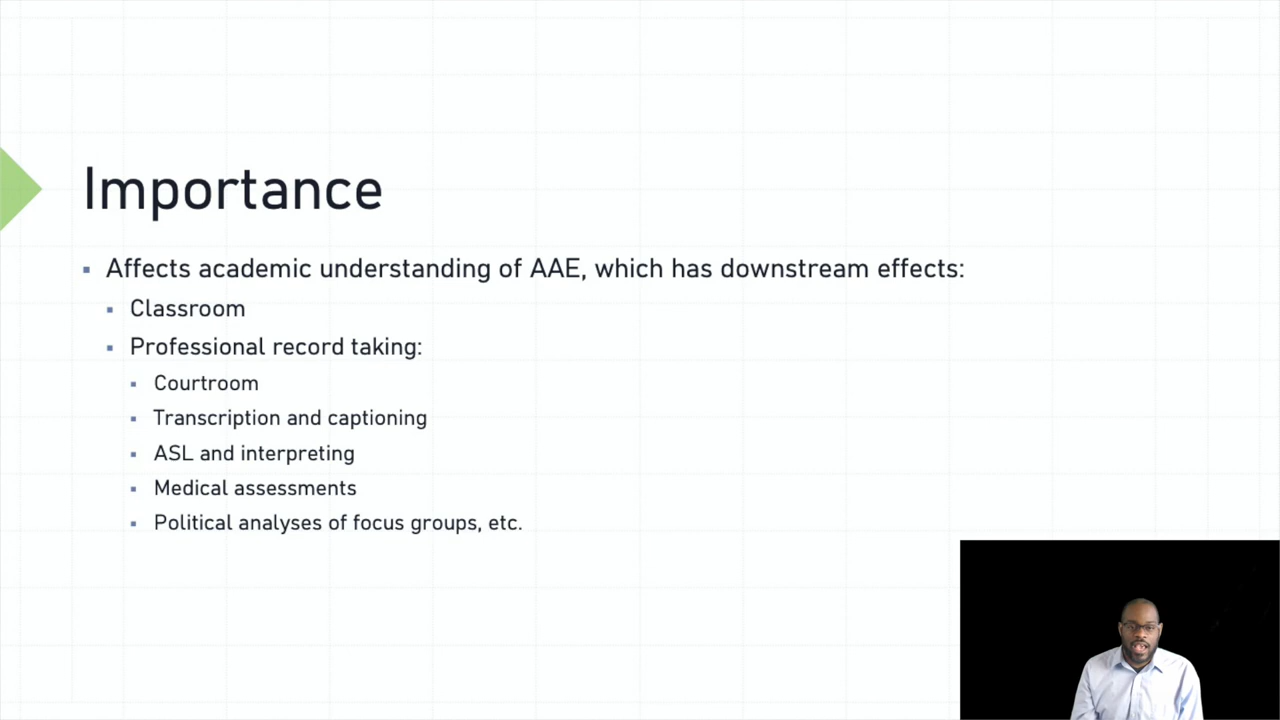 Importance
Affects academic understanding of AAE, which has downstream effects:
Classroom
Professional record taking:
Courtroom
Transcription and captioning
ASL and interpreting
Medical assessments
Political analyses of focus groups, etc.